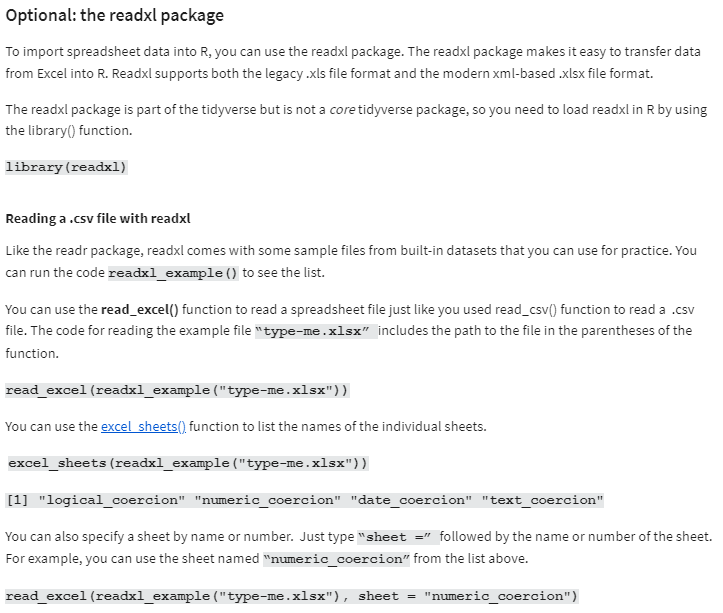 Optional: the readxl package
To import spreadsheet data into R, you can use the readxl package. The readxl package makes it easy to transfer data
from Excel into R. Readxl supports both the legacy .xls file format and the modern xml-based .xlsx file format.
The readxl package is part of the tidyverse but is not a core tidyverse package, so you need to load readxl in R by using
the library() function.
library(readxl)
Reading a .csv file with readxl
Like the readr package, readxl comes with some sample files from built-in datasets that you can use for practice. You
can run the code readxl_example() to see the list.
You can use the read_excel() function to read a spreadsheet file just like you used read_csv() function to read a .csv
file. The code for reading the example file “type-me.xlsx” includes the path to the file in the parentheses of the
function.
read_excel(readxl_example("type-me.xlsx"))
You can use the excel_sheets() function to list the names of the individual sheets.
excel_sheets(readxl_example("type-me.xlsx"))
[1] "logical_coercion" "numeric_coercion" "date_coercion" "text_coercion"
You can also specify a sheet by name or number. Just type “sheet =” followed by the name or number of the sheet.
For example, you can use the sheet named “numeric_coercion” from the list above.
read_excel(readxl_example("type-me.xlsx"), sheet = "numeric_coercion")